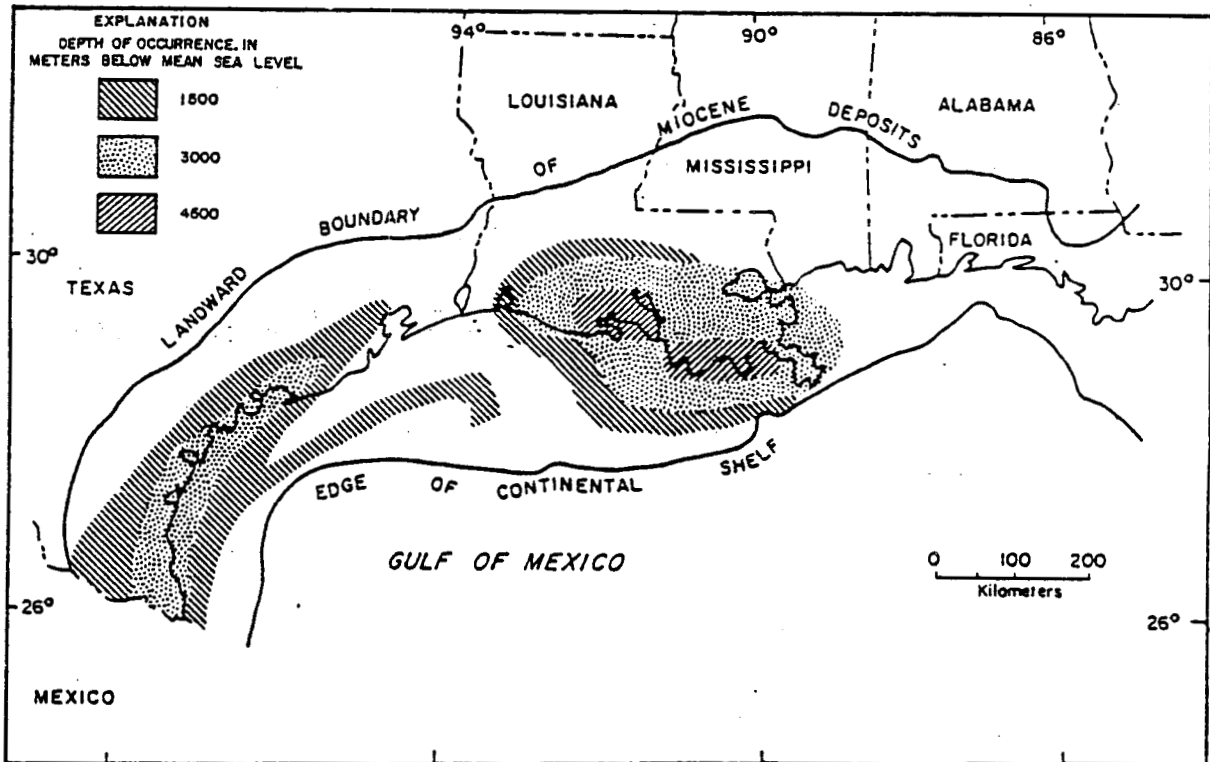 EXPLANATION
DEPTH OF OCCURRENCE, IN
METERS BELOW MEAN SEA LEVEL
1500
3000
4500
94°
90°
86°
LOUISIANA
MIOCENE
DEPOSITS
ALABAMA
OF
MISSISSIPPI
BOUNDARY
FLORIDA
30°
30°
TEXAS
LANDWARD
EDGE OF CONTINENTAL SHELF
GULF OF MEXICO
0 100 200
Kilometers
26°
26°
MEXICO